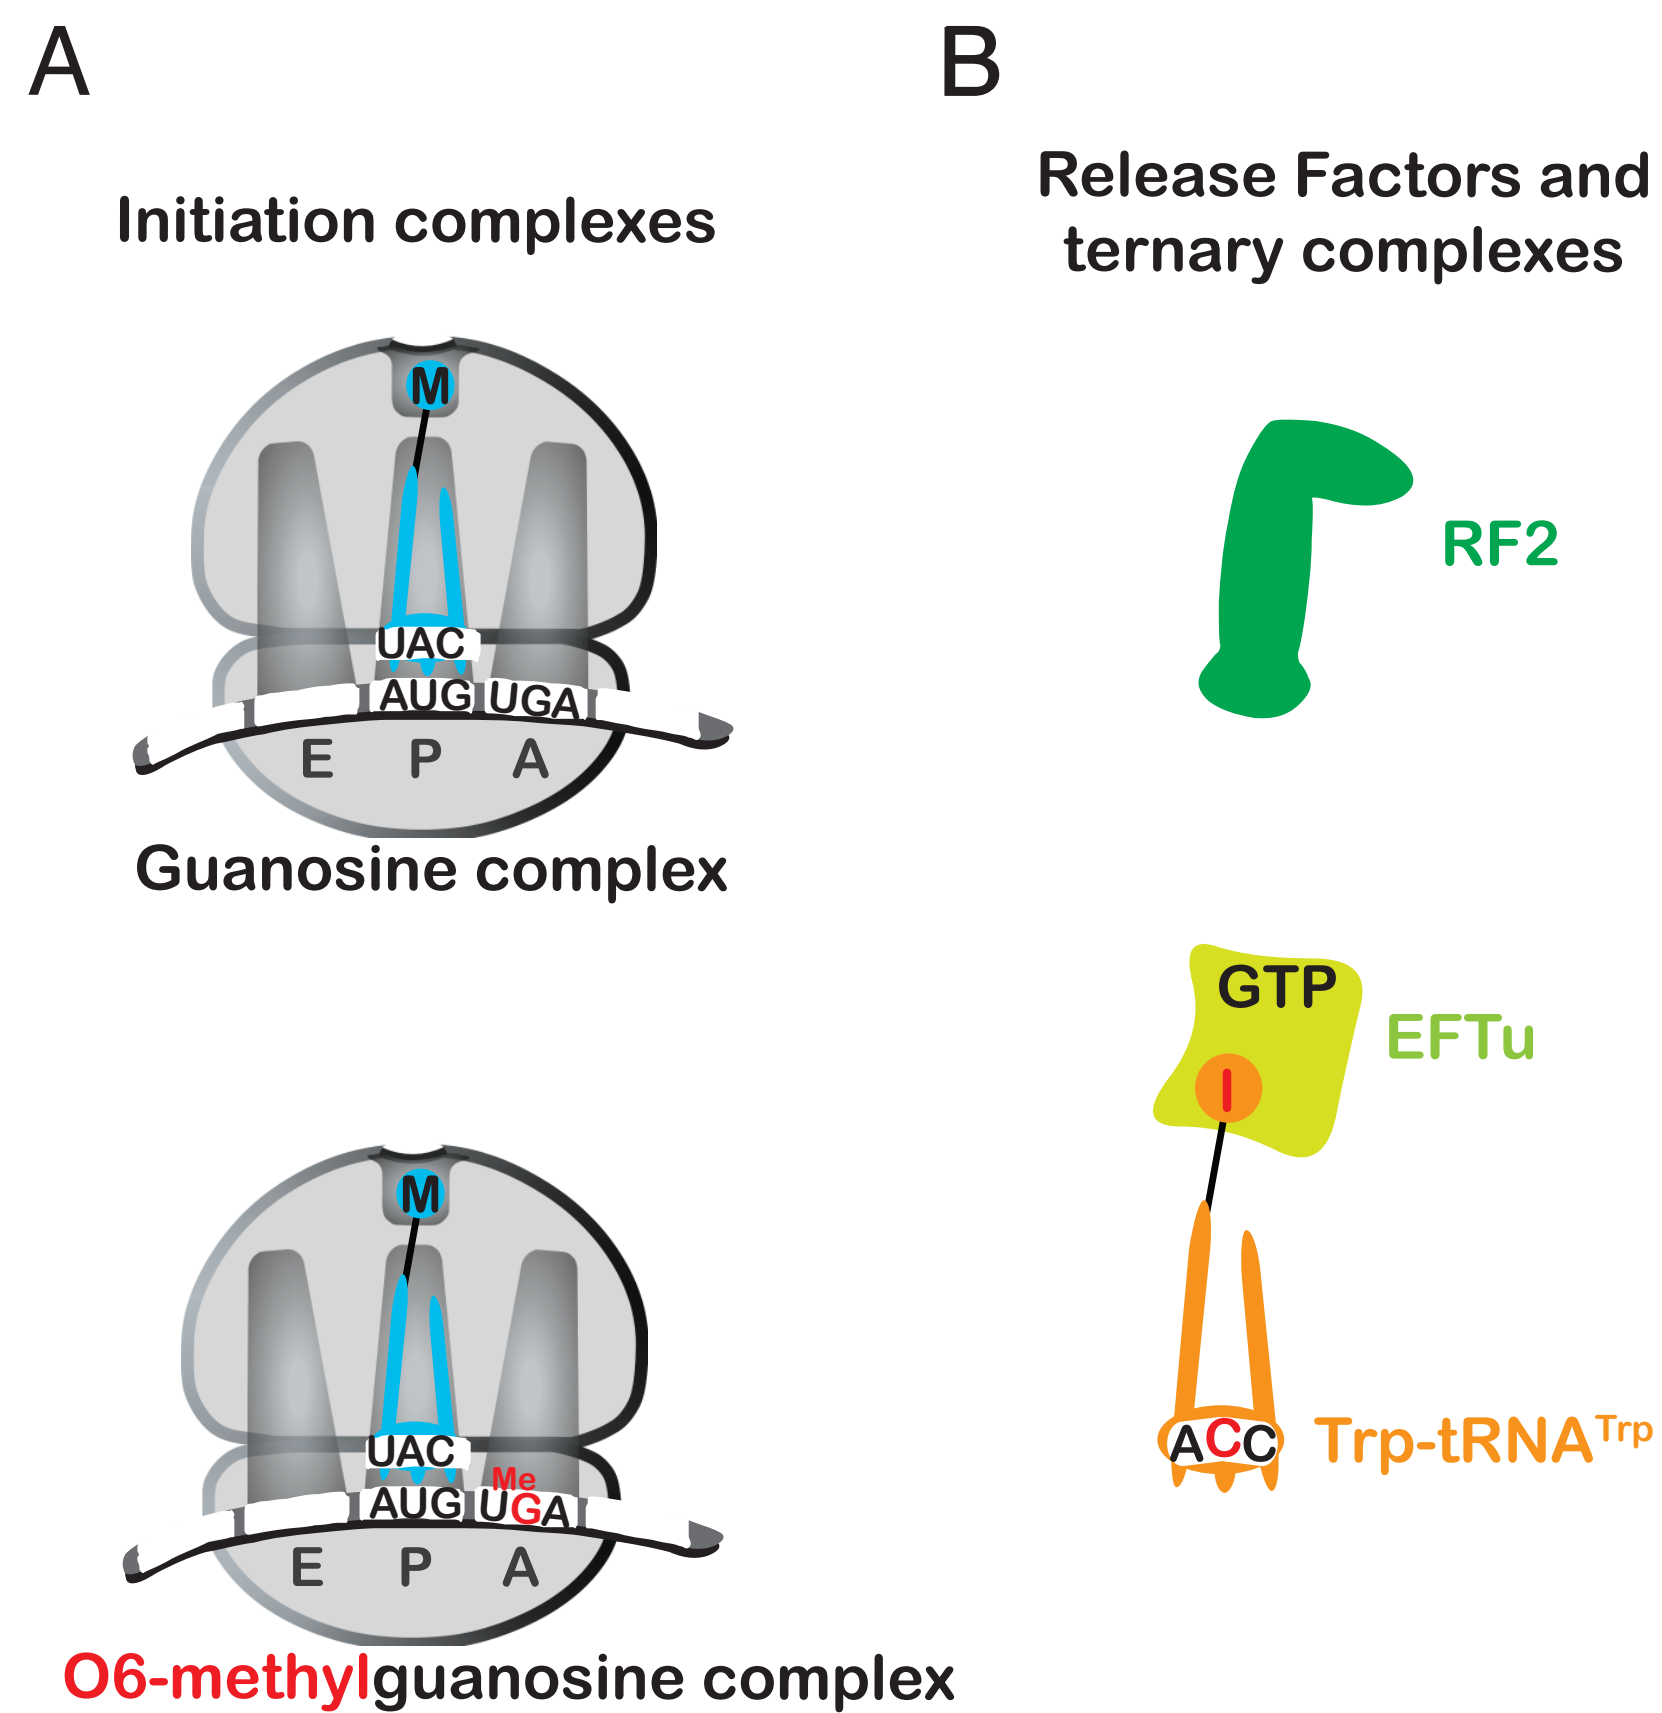 A
Initiation complexes
M
UAC
AUG UGA
E P A
Guanosine complex
M
UAC
Me
AUG UGA
E P A
O6-methylguanosine complex
B
Release Factors and
ternary complexes
RF2
GTP
EFTu
I
ACC
Trp-tRNATrp